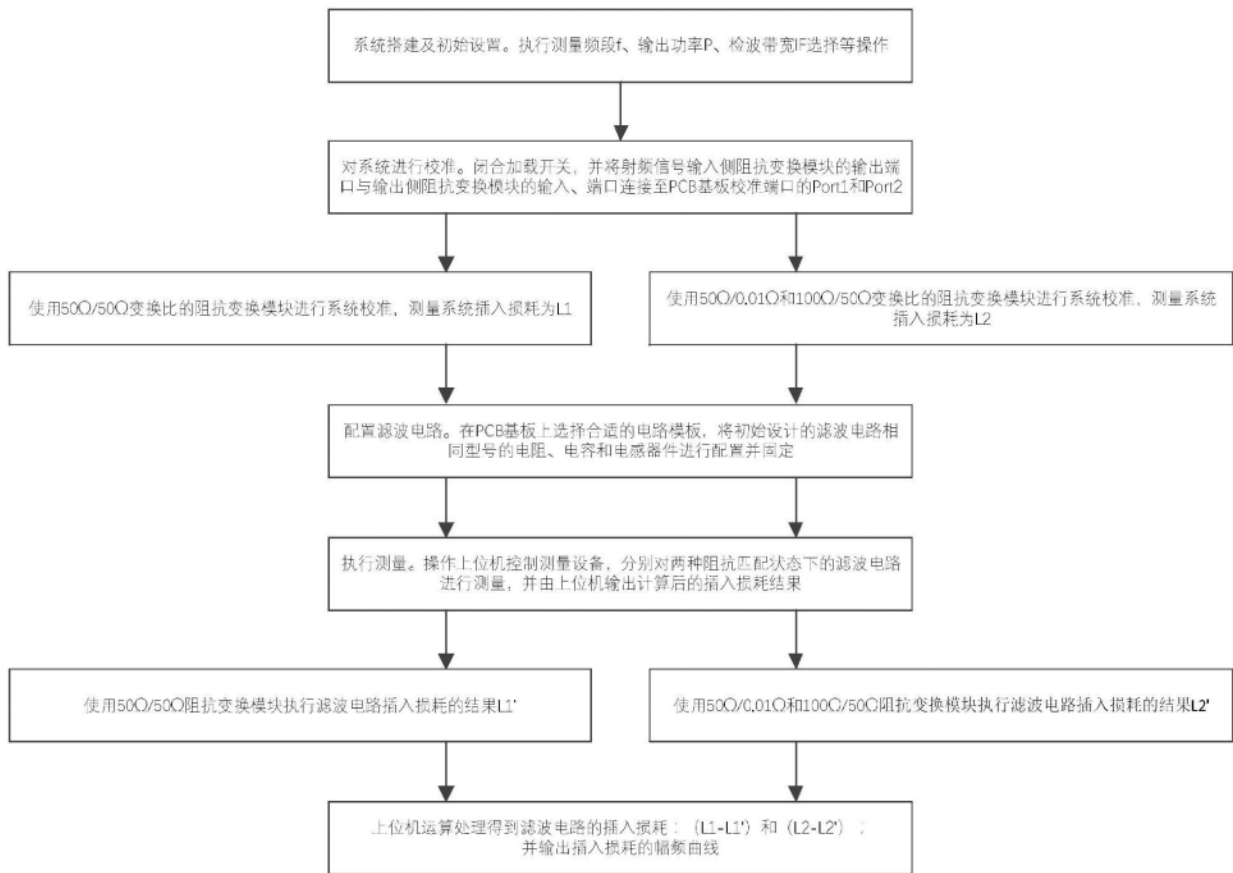 系统搭建及初始设置。执行测量频段f、输出功率P、检波带宽IF选择等操作
对系统进行校准。闭合加载开关，并将射频信号输入侧阻抗变换模块的输出端
口与输出侧阻抗变换模块的输入、端口连接至PCB基板校准端口的Port1和Port2
使用50Ω/50Ω变换比的阻抗变换模块进行系统校准，测量系统插入损耗为L1
使用50Ω/0.01Ω和100Ω/50Ω变换比的阻抗变换模块进行系统校准，测量系统
插入损耗为L2
配置滤波电路。在PCB基板上选择合适的电路模板，将初始设计的滤波电路相
同型号的电阻、电容和电感器件进行配置并固定
执行测量。操作上位机控制测量设备，分别对两种阻抗匹配状态下的滤波电路
进行测量，并由上位机输出计算后的插入损耗结果
使用50Ω/50Ω阻抗变换模块执行滤波电路插入损耗的结果L1'
使用50Ω/0.01Ω和100Ω/50Ω阻抗变换模块执行滤波电路插入损耗的结果L2'
上位机运算处理得到滤波电路的插入损耗：（L1-L1'）和（L2-L2'）；
并输出插入损耗的幅频曲线